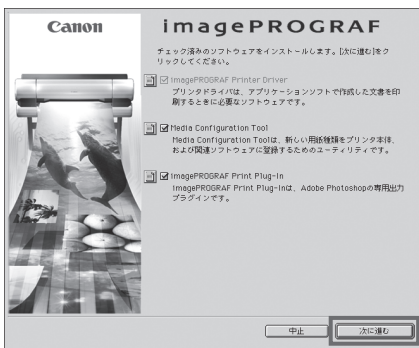 Canon
imagePROGRAF
チェック済みのソフトウェアをインストールします。[次に進む]をク
リックしてください。
imagePROGRAF Printer Driver
プリンタドライバは、アプリケーションソフトで作成した文書を印
刷するときに必要なソフトウェアです。
Media Configuration Tool
Media Configuration Toolは、新しい用紙種類をプリンタ本体、
および関連ソフトウェアに登録するためのユーティリティです。
imagePROGRAF Print Plug-In
imagePROGRAF Print Plug-Inは、Adobe Photoshopの専用出力
プラグインです。
中止
次に進む